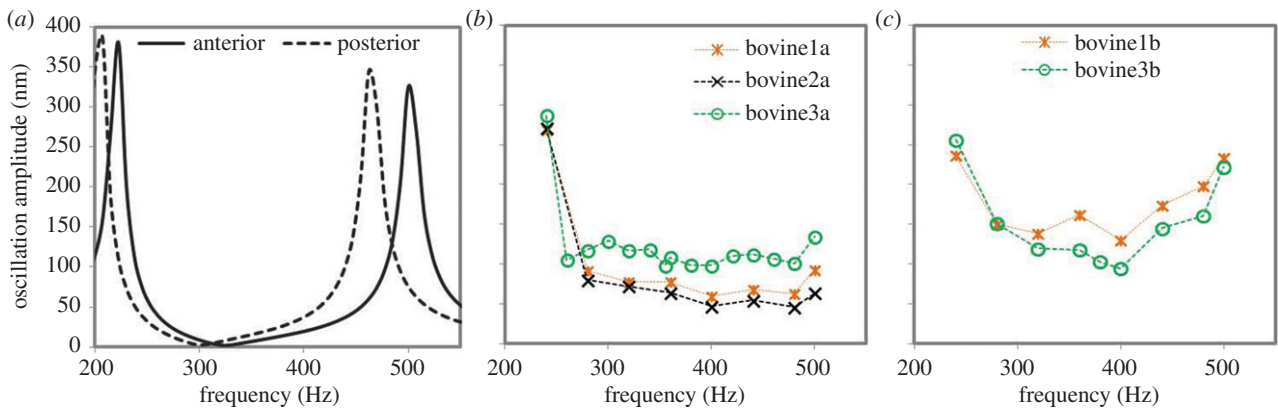 (a)
400
350
300
250
200
150
100
50
0
oscillation amplitude (nm)
anterior
posterior
200 300 400 500
frequency (Hz)
(b)
bovine1a
bovine2a
bovine3a
200 300 400 500
frequency (Hz)
(c)
bovine1b
bovine3b
200 300 400 500
frequency (Hz)